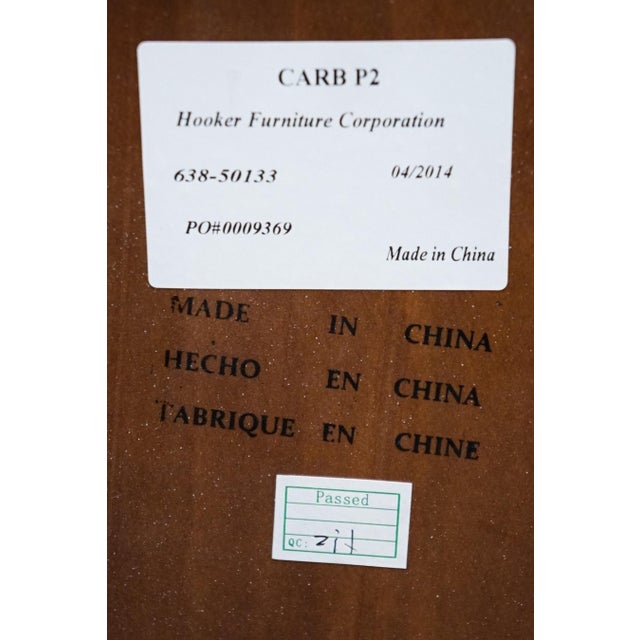 CARB P2
Hooker Furniture Corporation
638-50133 04/2014
PO#0009369
Made in China
MADE IN CHINA
HECHO EN CHINA
TABRIQUE EN CHINE
Passed
QC: